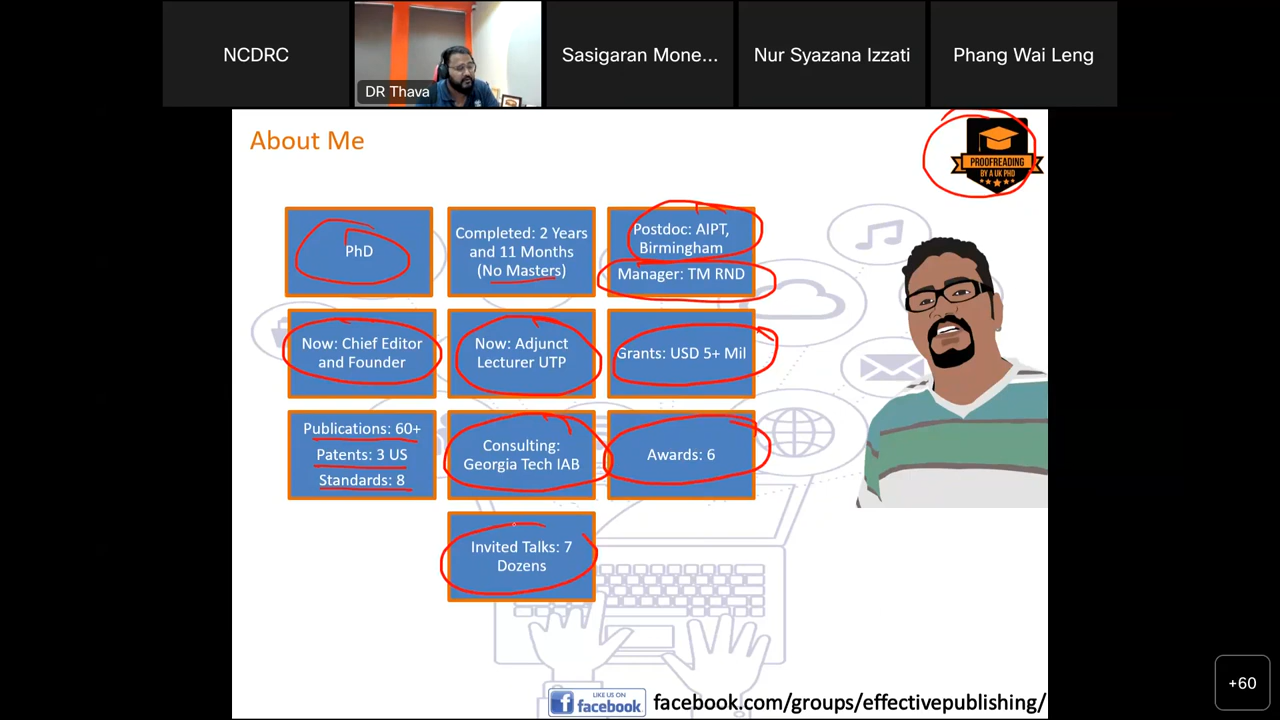 NCDRC
DR Thava
Sasigaran Mone...
Nur Syazana Izzati
Phang Wai Leng
About Me
PROOFREADING
BY A UK PHD
PhD
Completed: 2 Years
and 11 Months
(No Masters)
Postdoc: AIPT,
Birmingham
Manager: TM RND
Now: Chief Editor
and Founder
Now: Adjunct
Lecturer UTP
Grants: USD 5+ Mil
Publications: 60+
Patents: 3 US
Standards: 8
Consulting:
Georgia Tech IAB
Awards: 6
Invited Talks: 7
Dozens
LIKE US ON
facebook
facebook.com/groups/effectivepublishing/
+60